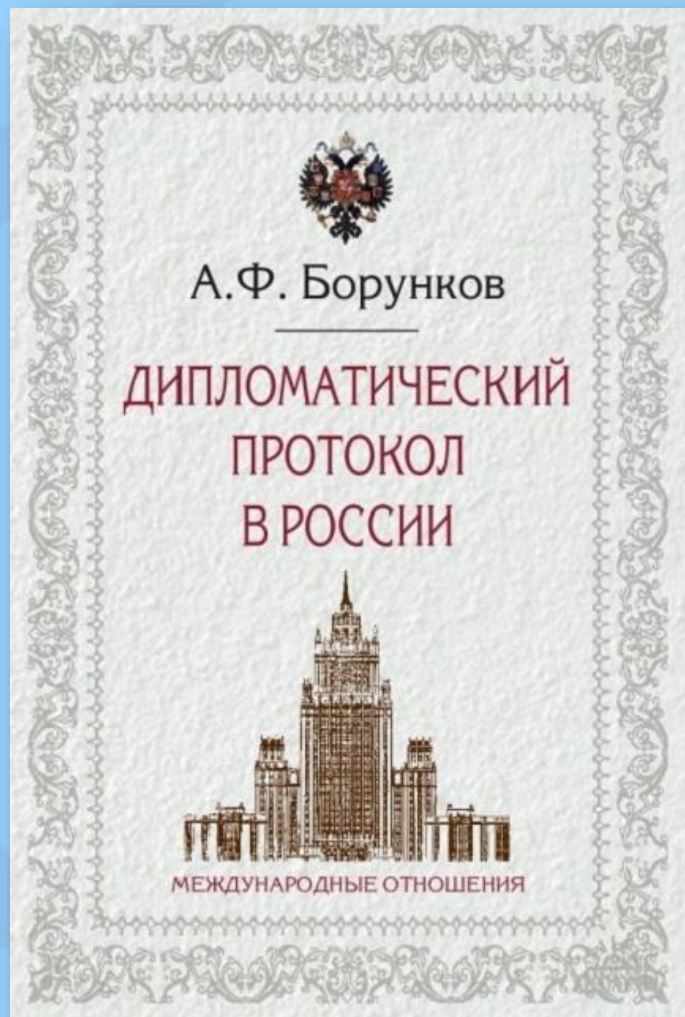 А.Ф. Борунков
ДИПЛОМАТИЧЕСКИЙ
ПРОТОКОЛ
В РОССИИ
МЕЖДУНАРОДНЫЕ ОТНОШЕНИЯ